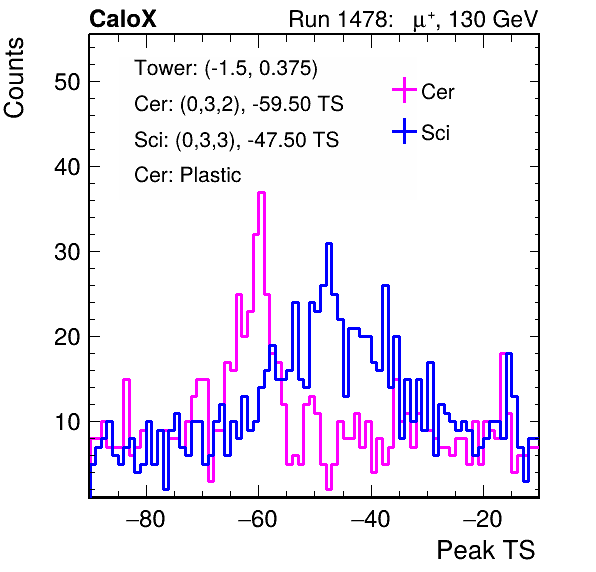 CaloX Run 1478: μ⁺, 130 GeV
Counts
Tower: (-1.5, 0.375)
Cer: (0,3,2), -59.50 TS
Sci: (0,3,3), -47.50 TS
Cer: Plastic
Cer
Sci
50
40
30
20
10
−80 −60 −40 −20
Peak TS